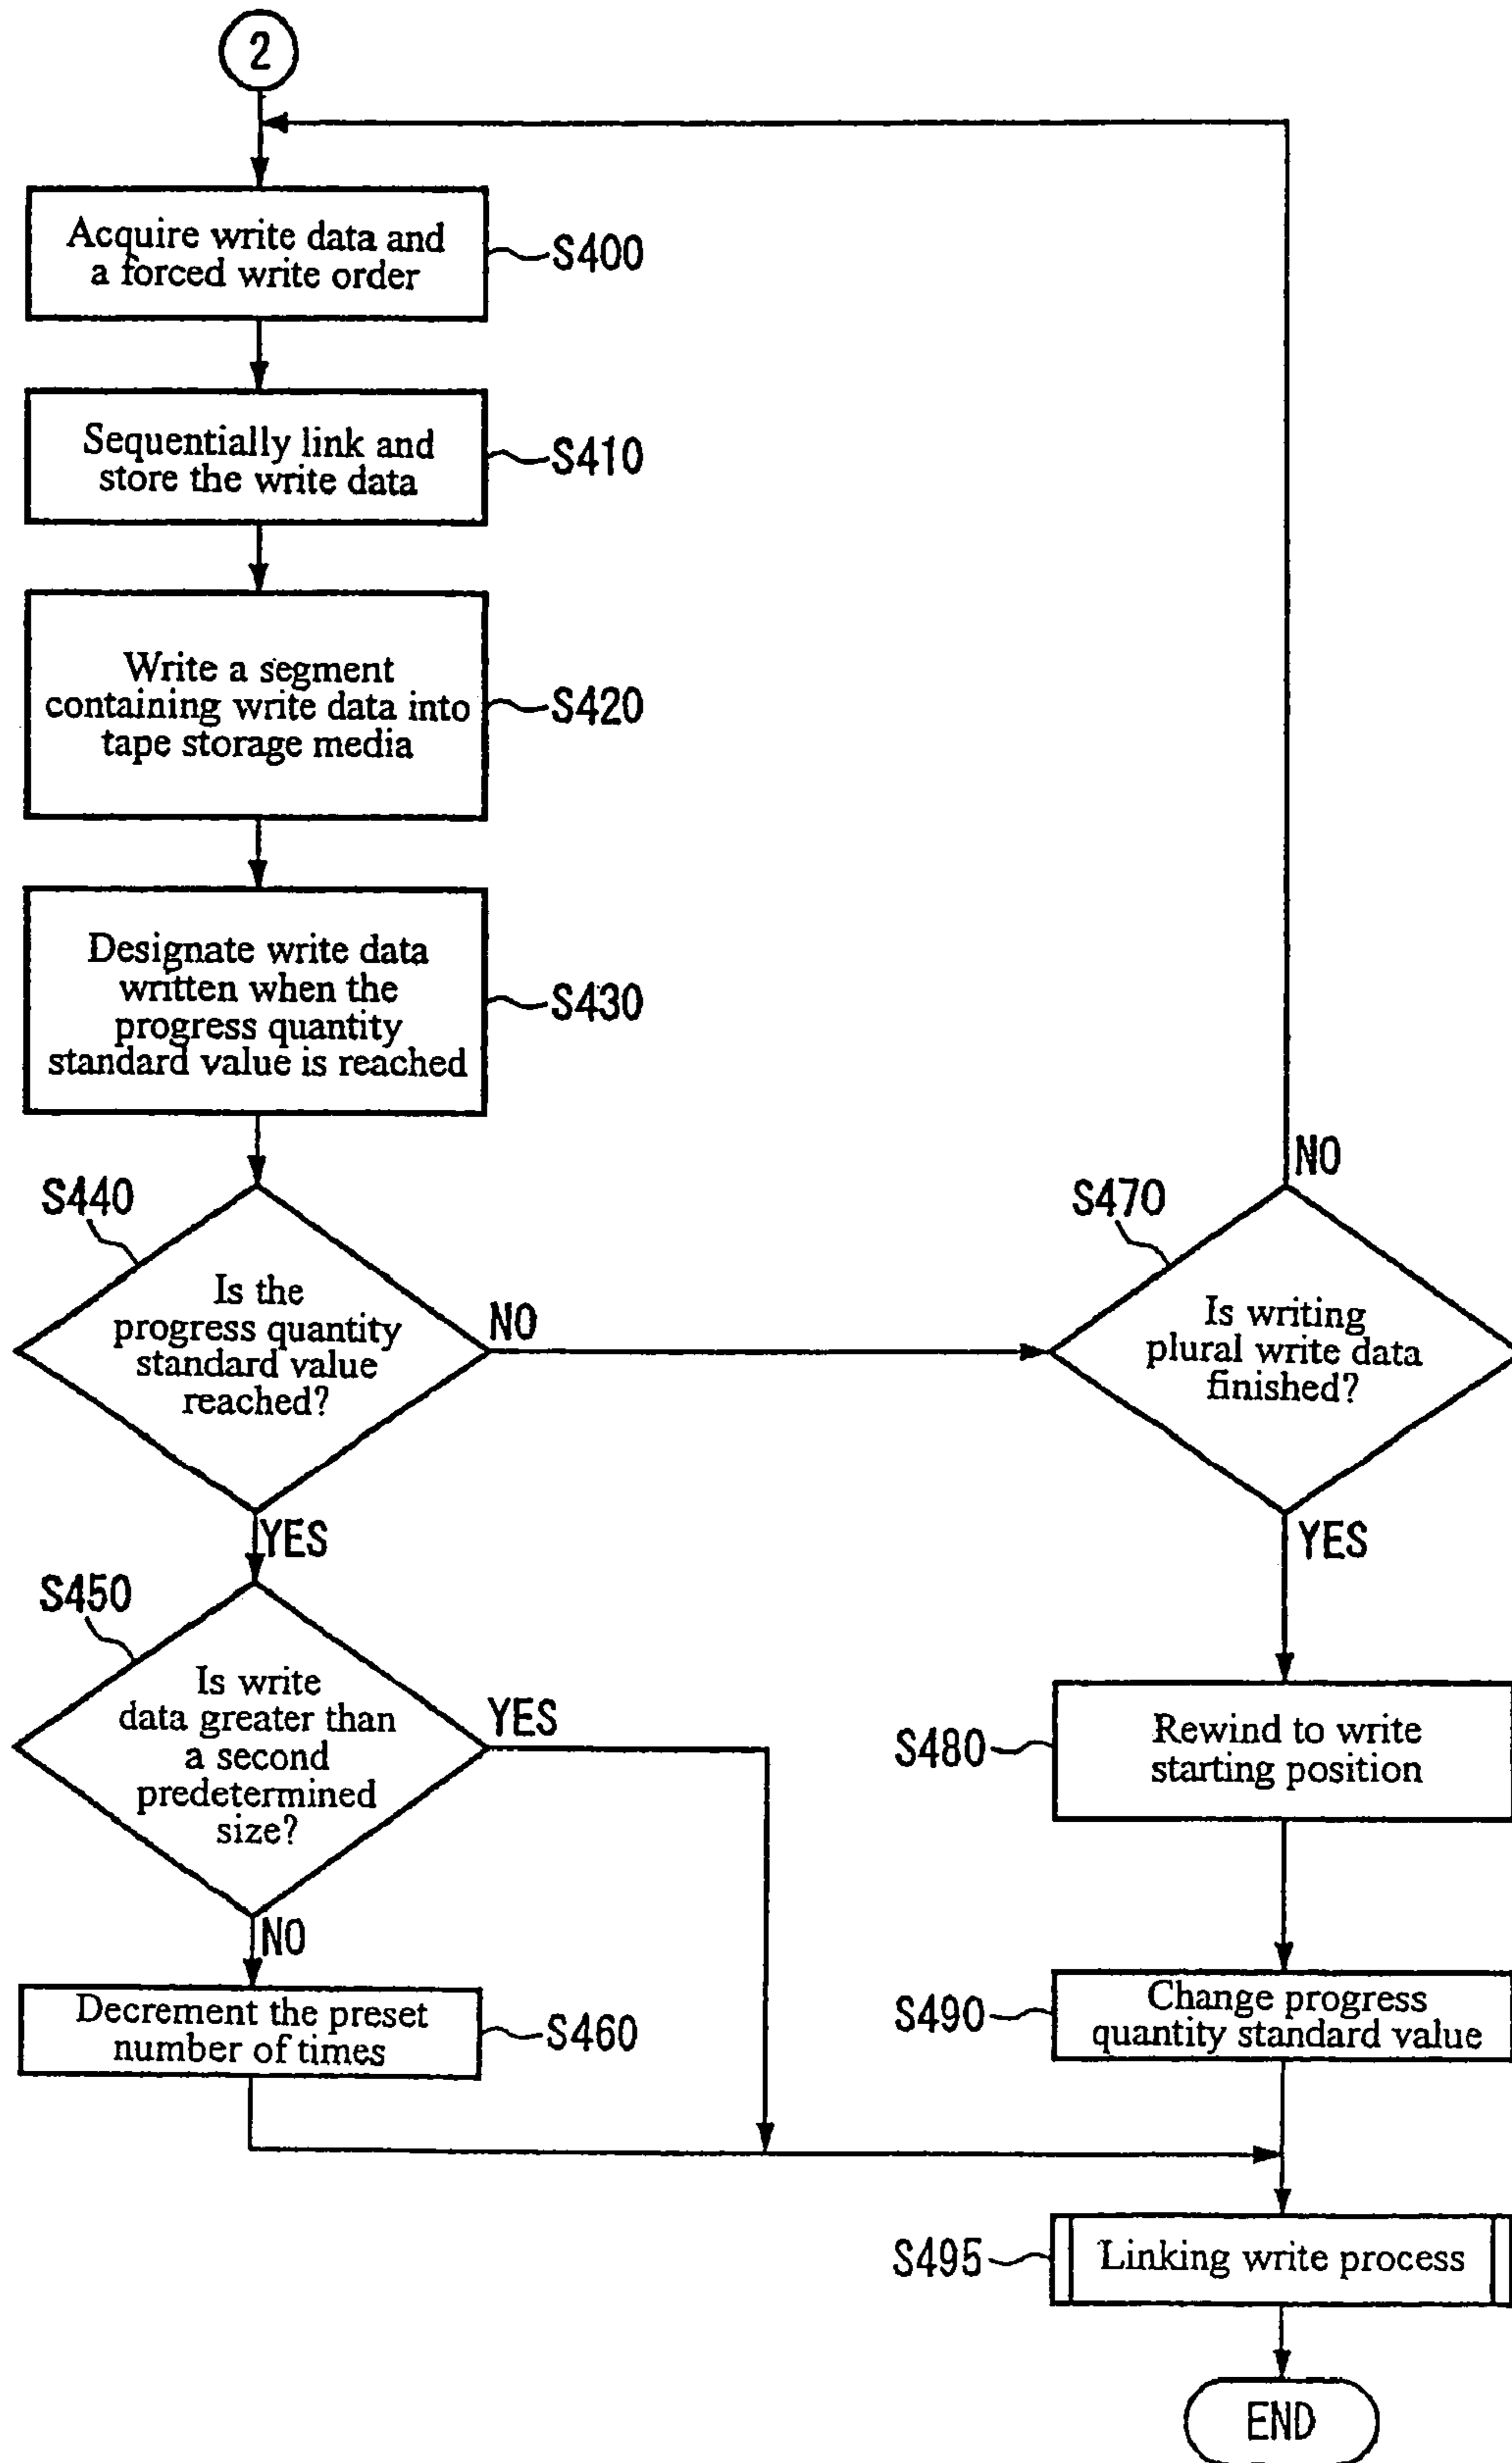 2
Acquire write data and
a forced write order
S400
Sequentially link and
store the write data
S410
Write a segment
containing write data into
tape storage media
S420
Designate write data
written when the
progress quantity
standard value is reached
S430
S440
Is the
progress quantity
standard value
reached?
NO
YES
S470
Is writing
plural write data
finished?
NO
YES
S450
Is write
data greater than
a second
predetermined
size?
YES
NO
S480
Rewind to write
starting position
Decrement the preset
number of times
S460
S490
Change progress
quantity standard value
S495
Linking write process
END